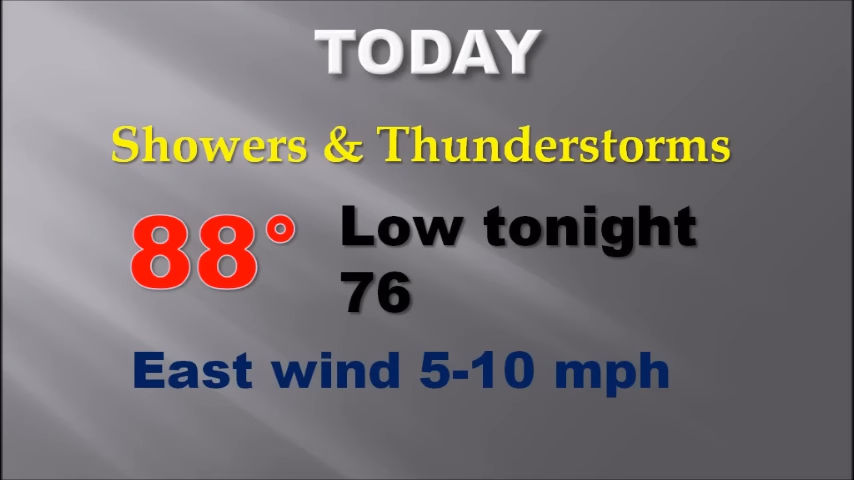 TODAY
Showers & Thunderstorms
88° Low tonight
76
East wind 5-10 mph